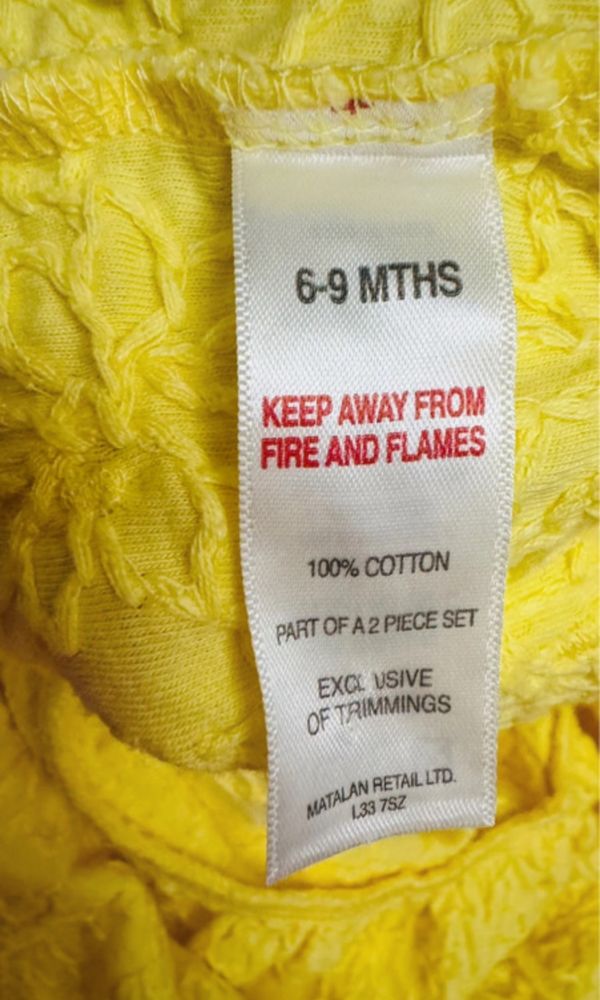 6-9 MTHS
KEEP AWAY FROM
FIRE AND FLAMES
100% COTTON
PART OF A 2 PIECE SET
EXCLUSIVE
OF TRIMMINGS
MATALAN RETAIL LTD.
L33 7SZ